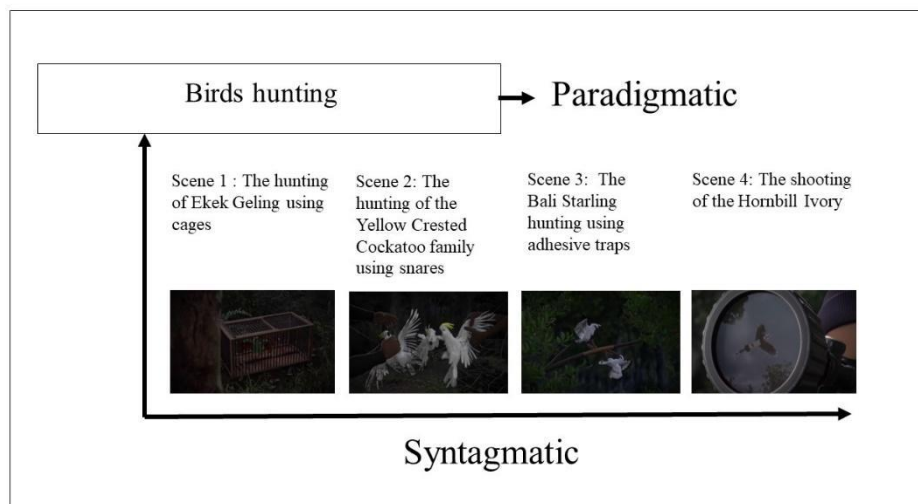 Birds hunting
Paradigmatic
Scene 1 : The hunting
of Ekek Geling using
cages
Scene 2: The
hunting of the
Yellow Crested
Cockatoo family
using snares
Scene 3:  The
Bali Starling
hunting using
adhesive traps
Scene 4: The shooting
of the Hornbill Ivory
Syntagmatic